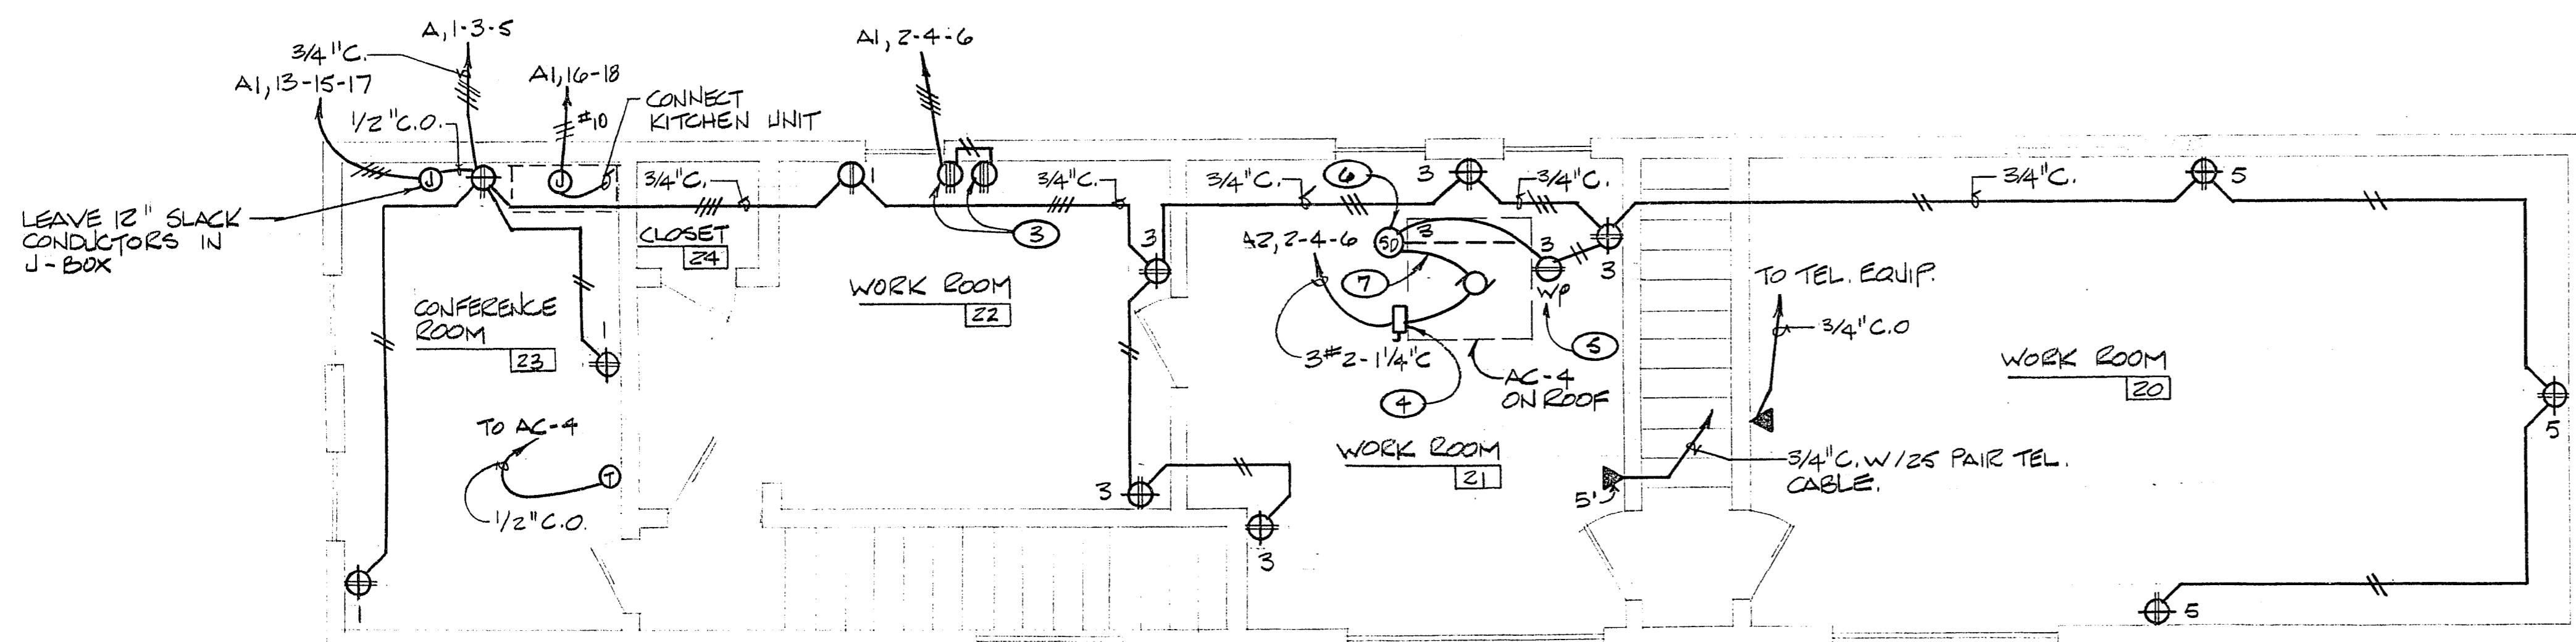 A, 1-3-5
3/4"C.
A1, 13-15-17
1/2"C.O.
A1, 16-18
#10
CONNECT
KITCHEN UNIT
A1, 2-4-6
J
J
LEAVE 12" SLACK
CONDUCTORS IN
J-BOX
3/4"C.
CLOSET
24
1
3
3/4"C.
3
3/4"C.
6
3
3/4"C.
3/4"C.
5
A2, 2-4-6
SD
3
3
WP
3
7
3#2-1 1/4"C
4
5
AC-4
ON ROOF
CONFERENCE
ROOM
23
1
WORK ROOM
22
TO TEL. EQUIP.
3/4"C.O
WORK ROOM
20
5
TO AC-4
T
1/2"C.O.
3
3
WORK ROOM
21
5'
3/4"C. W/25 PAIR TEL.
CABLE.
1
5